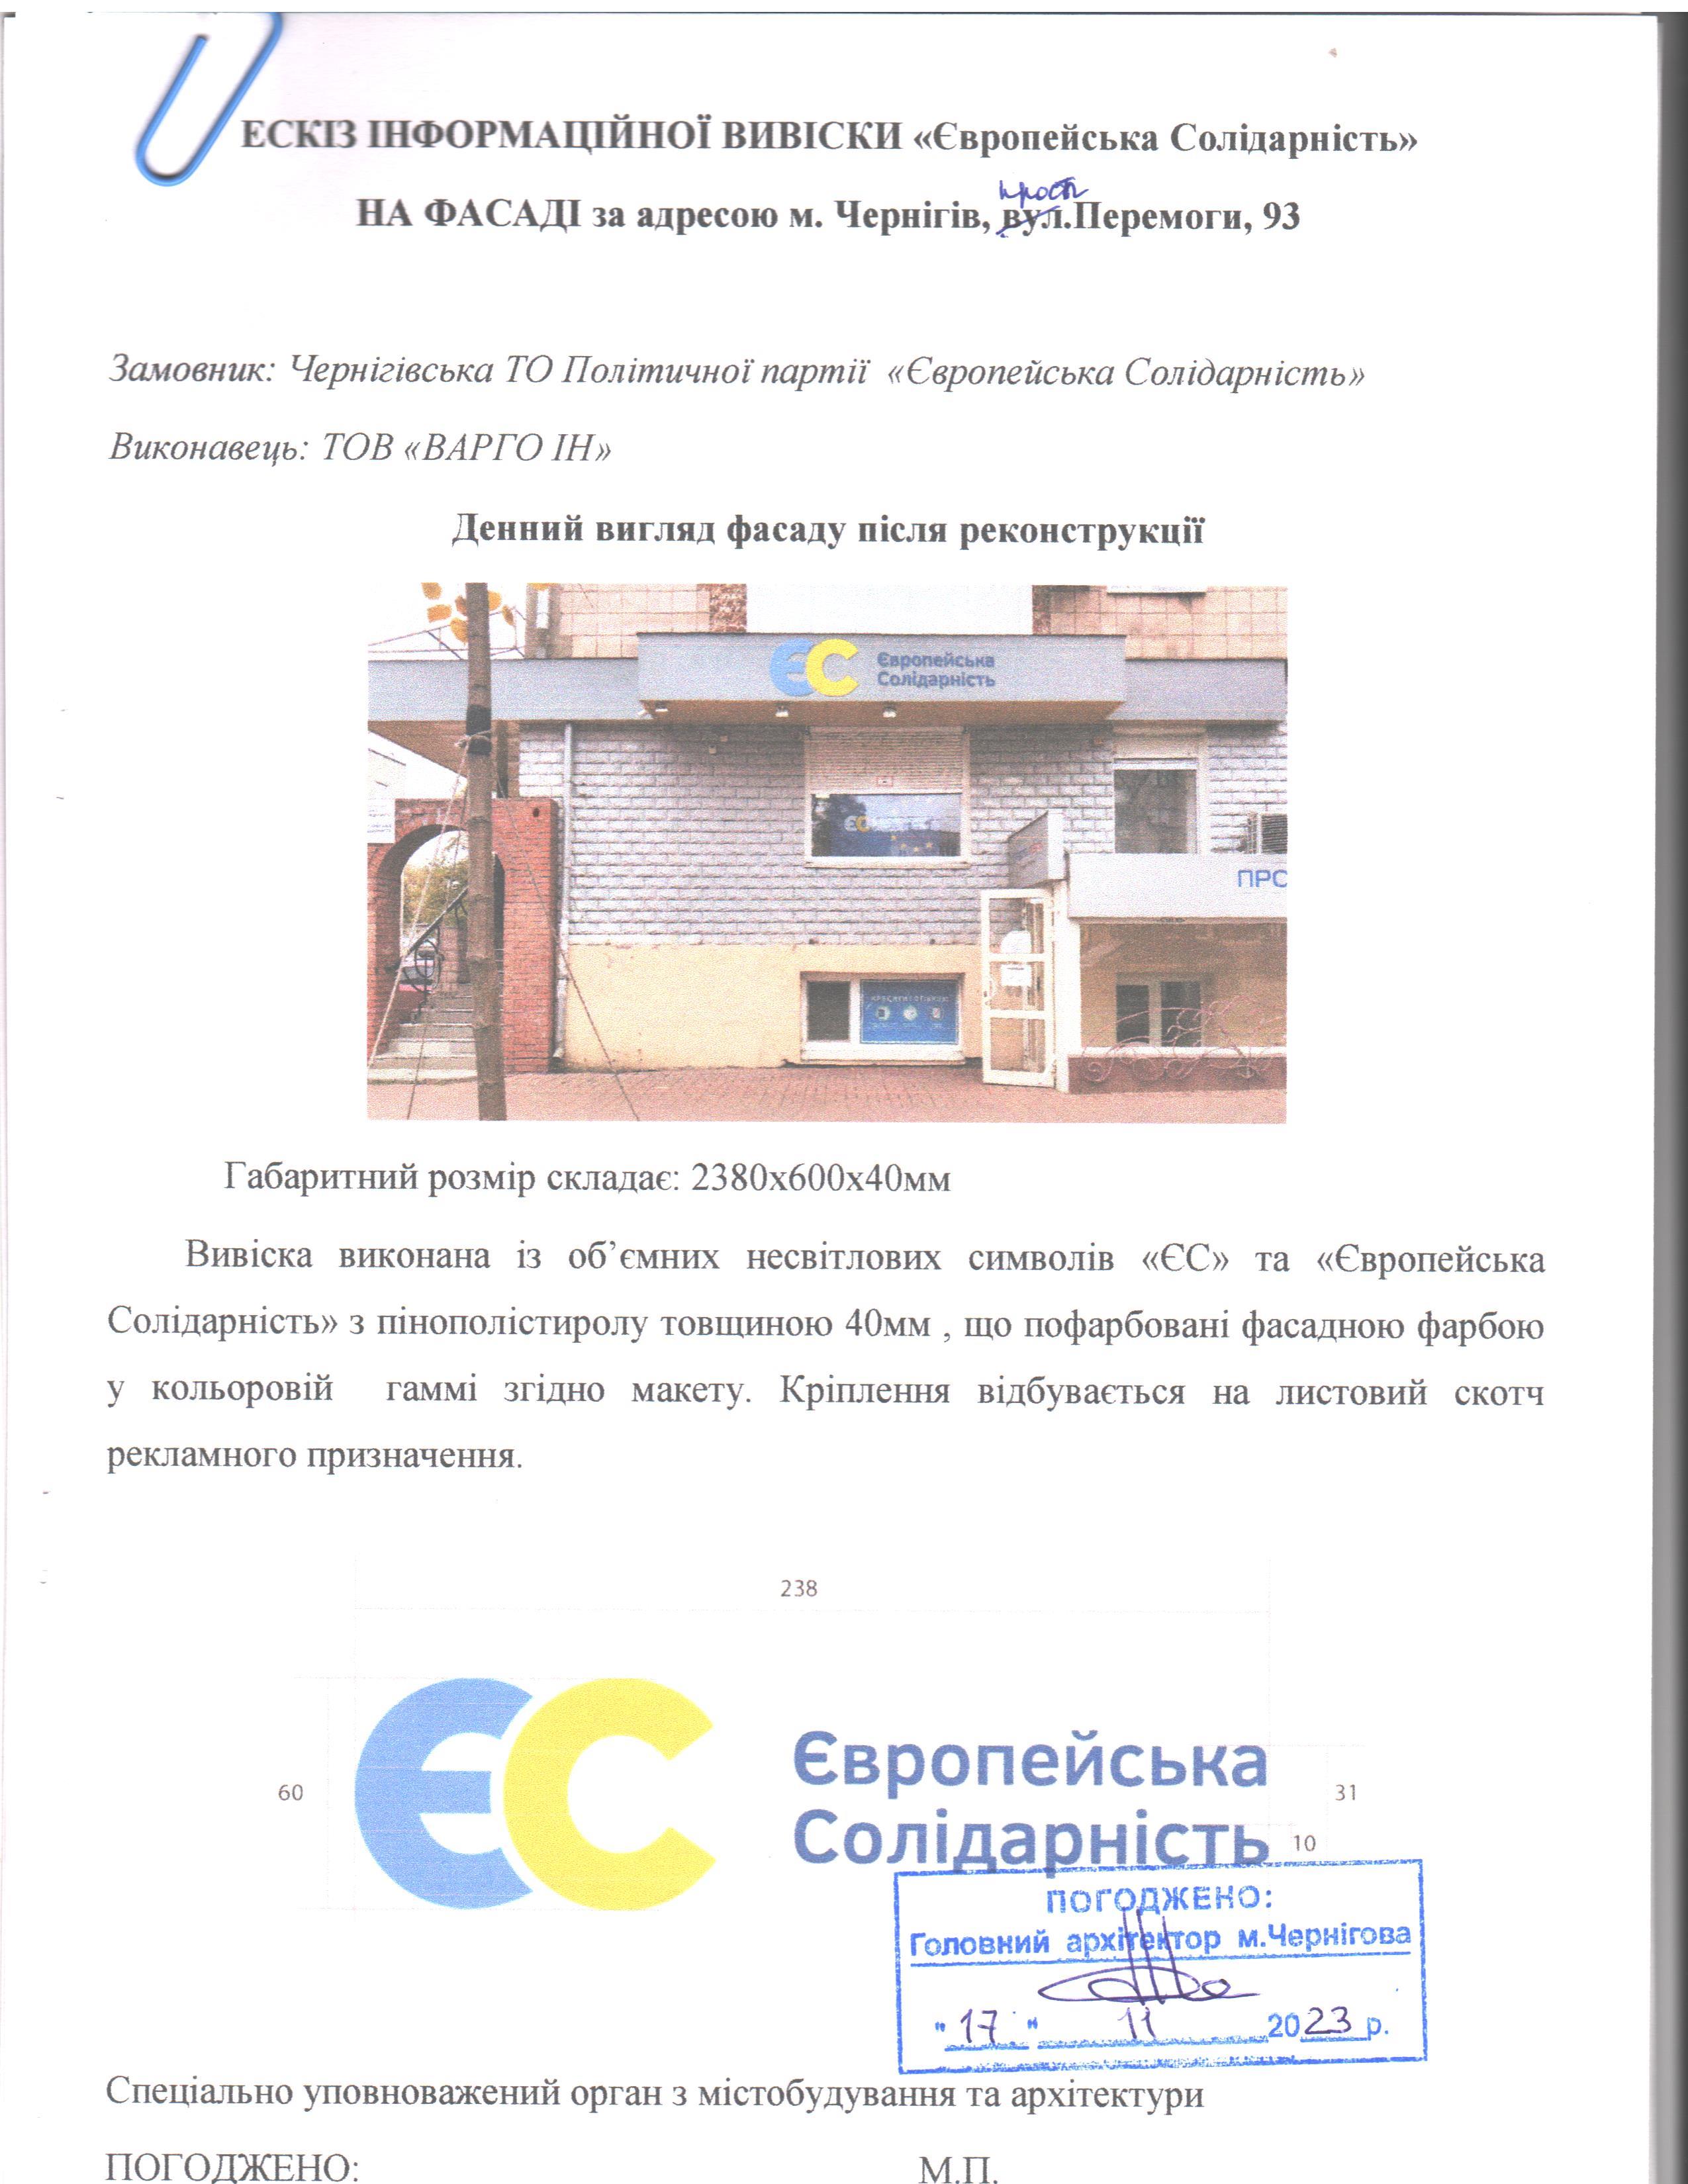 ЕСКІЗ ІНФОРМАЦІЙНОЇ ВИВІСКИ «Європейська Солідарність»
прост
НА ФАСАДІ за адресою м. Чернігів, вул.Перемоги, 93
Замовник: Чернігівська ТО Політичної партії «Європейська Солідарність»
Виконавець: ТОВ «ВАРГО ІН»
Денний вигляд фасаду після реконструкції
ЄС Європейська
Солідарність
ЄС
ПРО
Габаритний розмір складає: 2380х600х40мм
Вивіска виконана із об’ємних несвітлових символів «ЄС» та «Європейська
Солідарність» з пінополістиролу товщиною 40мм , що пофарбовані фасадною фарбою
у кольоровій гаммі згідно макету. Кріплення відбувається на листовий скотч
рекламного призначення.
238
60
ЄС
Європейська
Солідарність
31
10
ПОГОДЖЕНО:
Головний архітектор м.Чернігова
"17" 11 2023 р.
Спеціально уповноважений орган з містобудування та архітектури
ПОГОДЖЕНО: М.П.